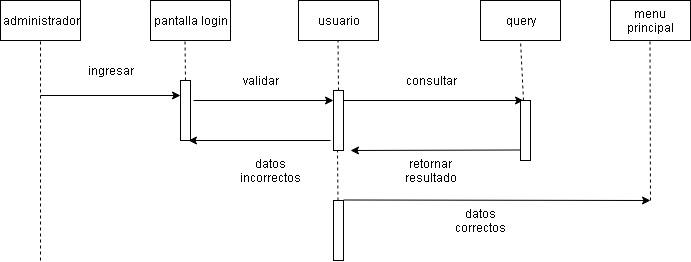 administrador
pantalla login
usuario
query
menu
principal
ingresar
validar
consultar
datos
incorrectos
retornar
resultado
datos
correctos